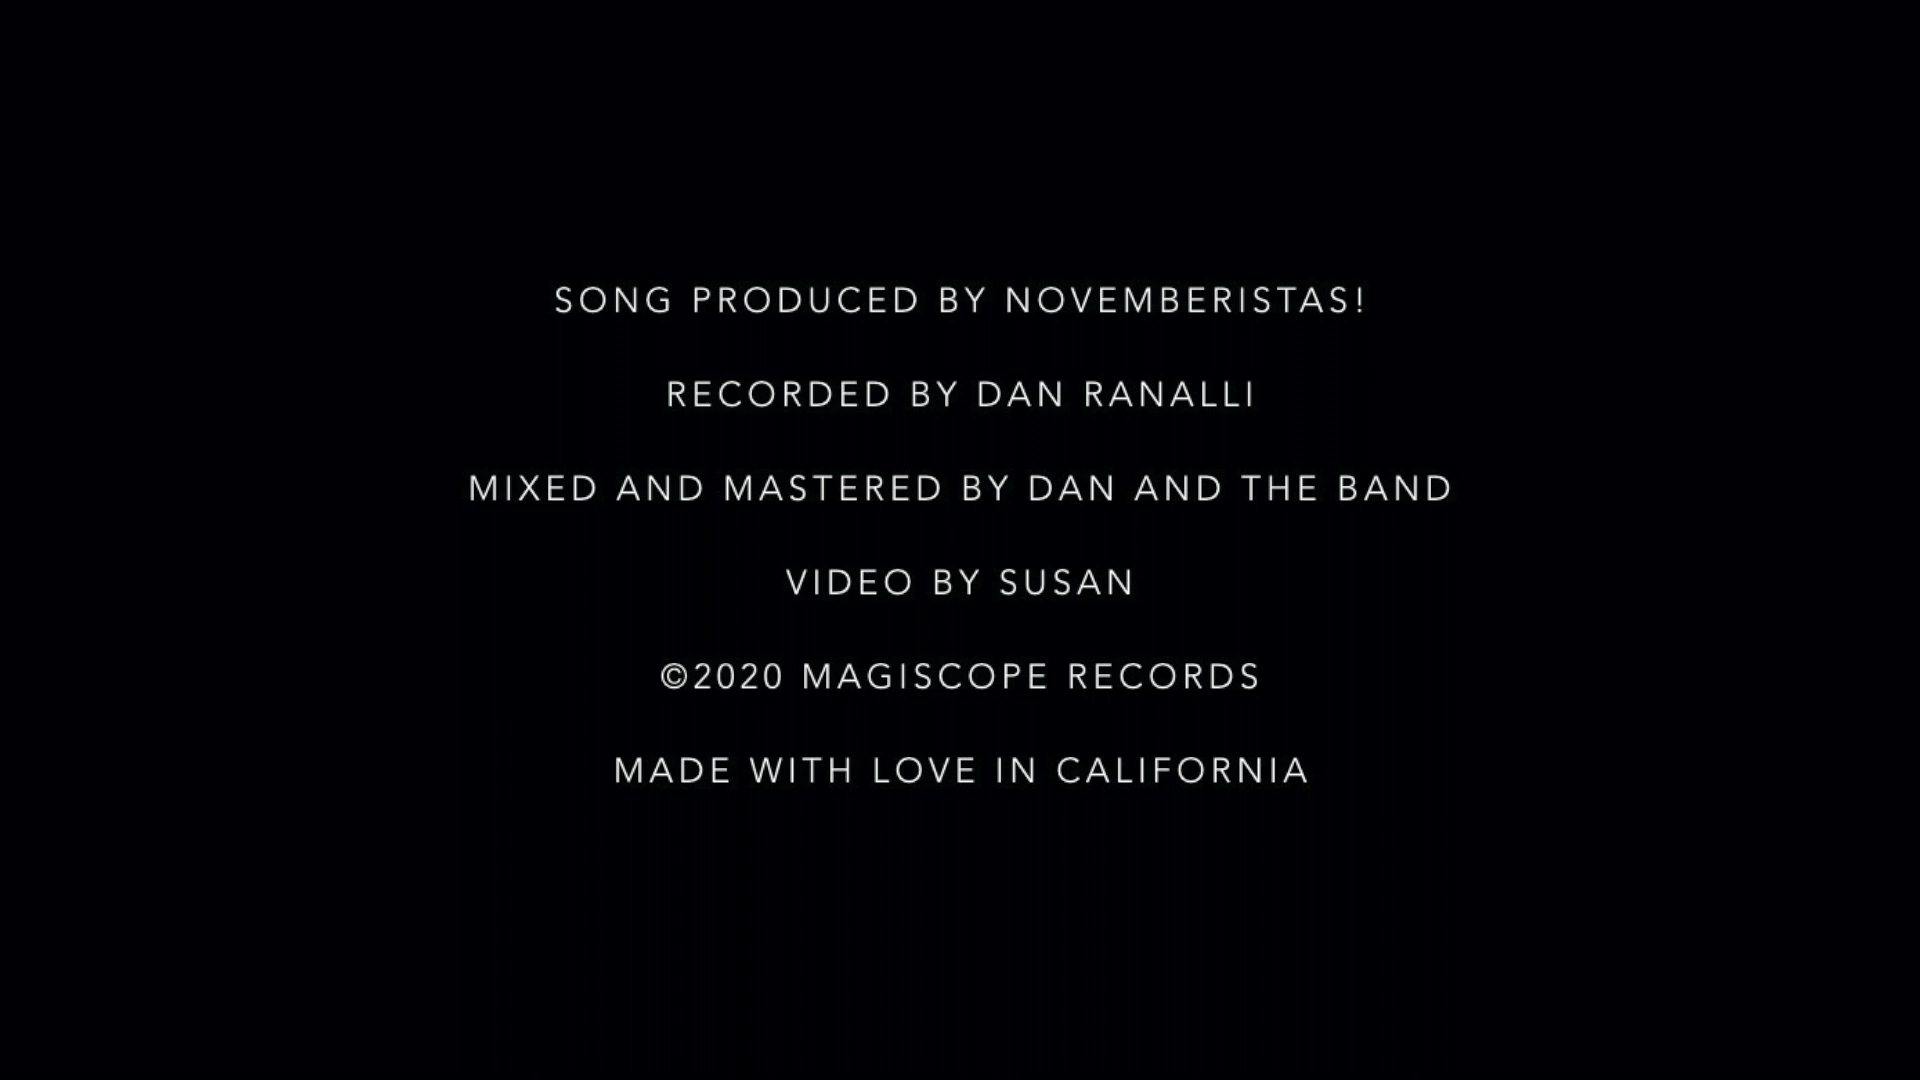 SONG PRODUCED BY NOVEMBERISTAS!
RECORDED BY DAN RANALLI
MIXED AND MASTERED BY DAN AND THE BAND
VIDEO BY SUSAN
©2020 MAGISCOPE RECORDS
MADE WITH LOVE IN CALIFORNIA